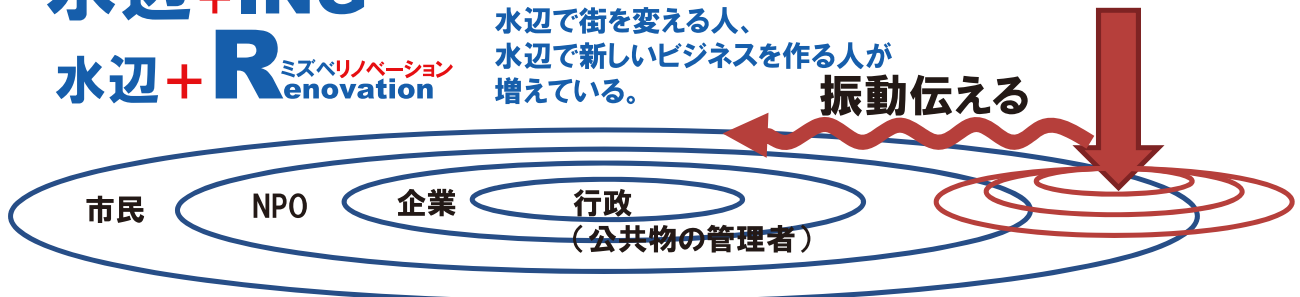 水辺+ING
水辺+Renovation
ミズベリノベーション
水辺で街を変える人、
水辺で新しいビジネスを作る人が
増えている。
振動伝える
市民
NPO
企業
行政
（公共物の管理者）